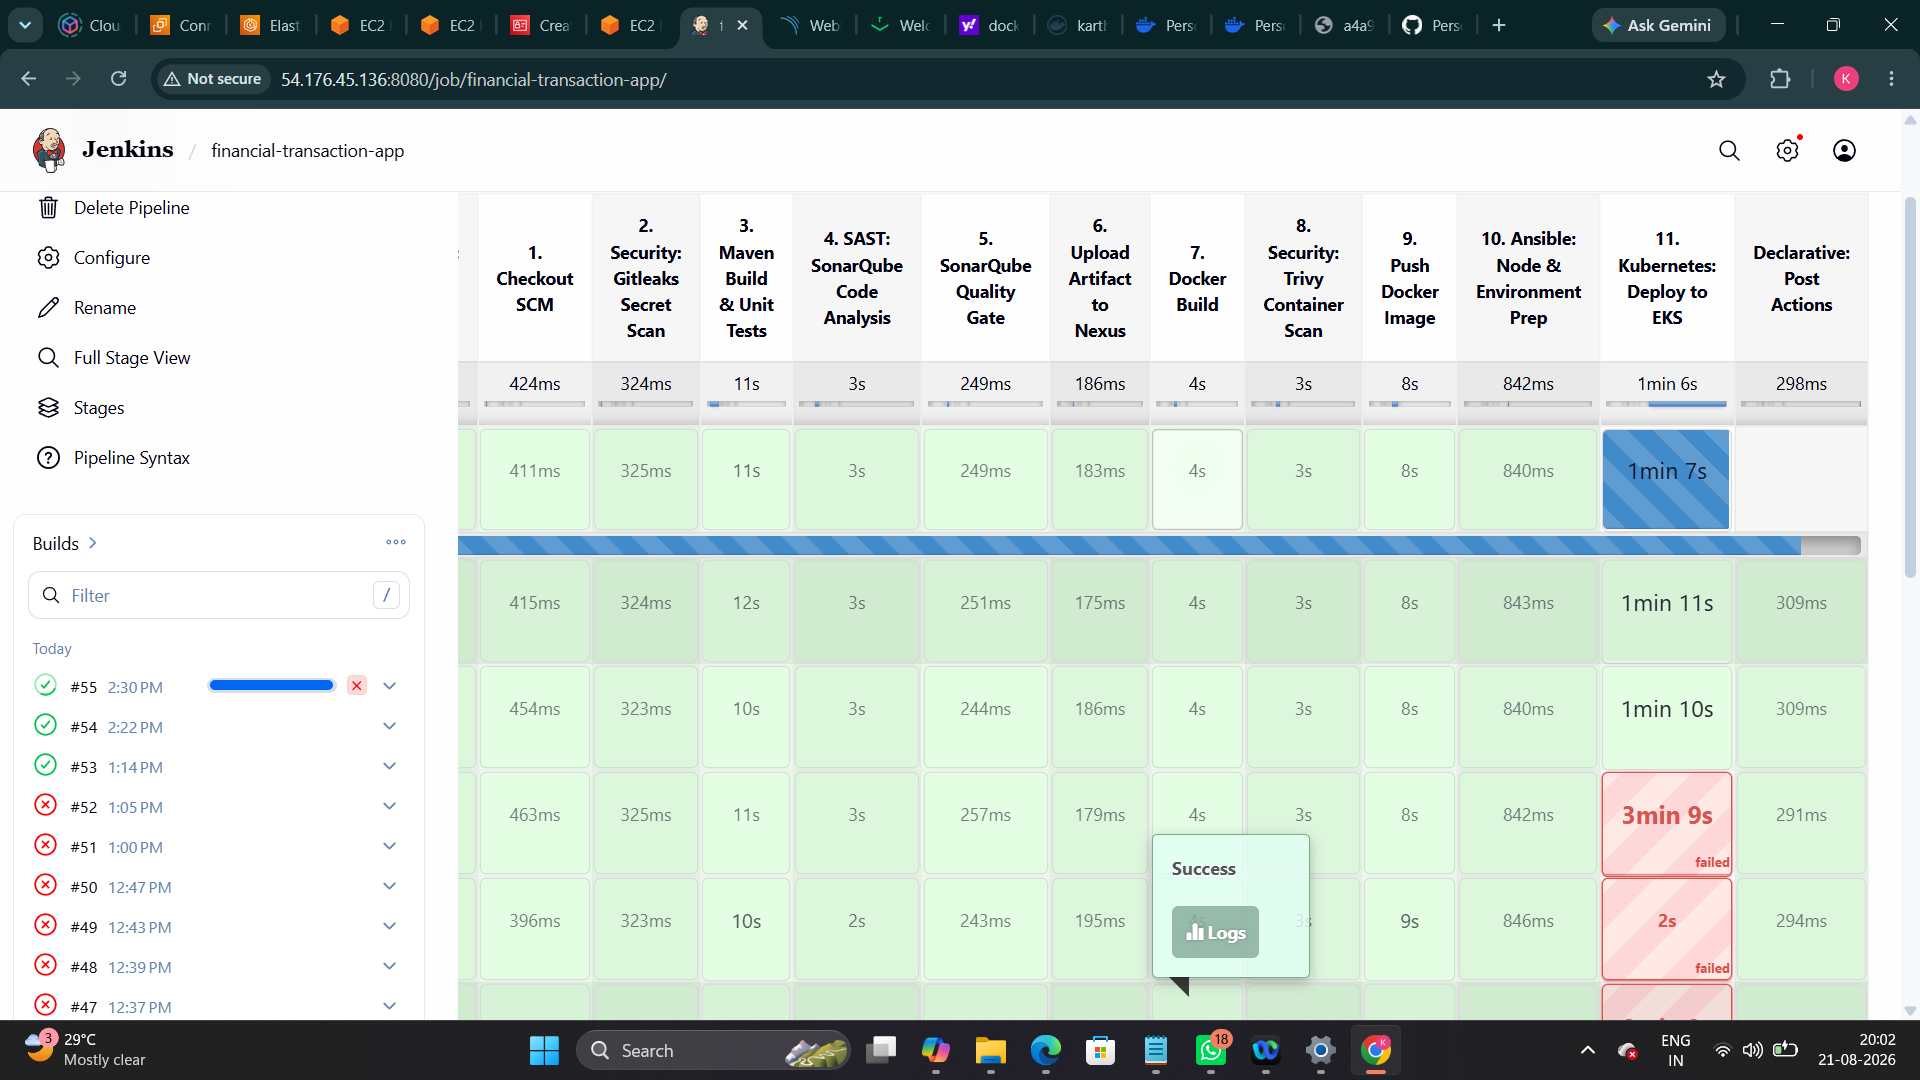 Clou
Conn
Elast
EC2
EC2
Crea
EC2
f
Web
Welc
dock
karth
Pers
Pers
a4a9
Pers
Ask Gemini
Not secure
54.176.45.136:8080/job/financial-transaction-app/
K
Jenkins / financial-transaction-app
Delete Pipeline
Configure
Rename
Full Stage View
Stages
Pipeline Syntax
Builds
Filter /
Today
#55 2:30 PM
#54 2:22 PM
#53 1:14 PM
#52 1:05 PM
#51 1:00 PM
#50 12:47 PM
#49 12:43 PM
#48 12:39 PM
#47 12:37 PM
1.
Checkout
SCM
2.
Security:
Gitleaks
Secret
Scan
3.
Maven
Build
& Unit
Tests
4. SAST:
SonarQube
Code
Analysis
5.
SonarQube
Quality
Gate
6.
Upload
Artifact
to
Nexus
7.
Docker
Build
8.
Security:
Trivy
Container
Scan
9.
Push
Docker
Image
10. Ansible:
Node &
Environment
Prep
11.
Kubernetes:
Deploy to
EKS
Declarative:
Post
Actions
424ms 324ms 11s 3s 249ms 186ms 4s 3s 8s 842ms 1min 6s 298ms
411ms 325ms 11s 3s 249ms 183ms 4s 3s 8s 840ms 1min 7s
415ms 324ms 12s 3s 251ms 175ms 4s 3s 8s 843ms 1min 11s 309ms
454ms 323ms 10s 3s 244ms 186ms 4s 3s 8s 840ms 1min 10s 309ms
463ms 325ms 11s 3s 257ms 179ms 4s 3s 8s 842ms 3min 9s 291ms
failed
396ms 323ms 10s 2s 243ms 195ms 4s 3s 9s 846ms 2s 294ms
failed
Success
Logs
3
29°C
Mostly clear
Search
18
ENG
IN
20:02
21-08-2026